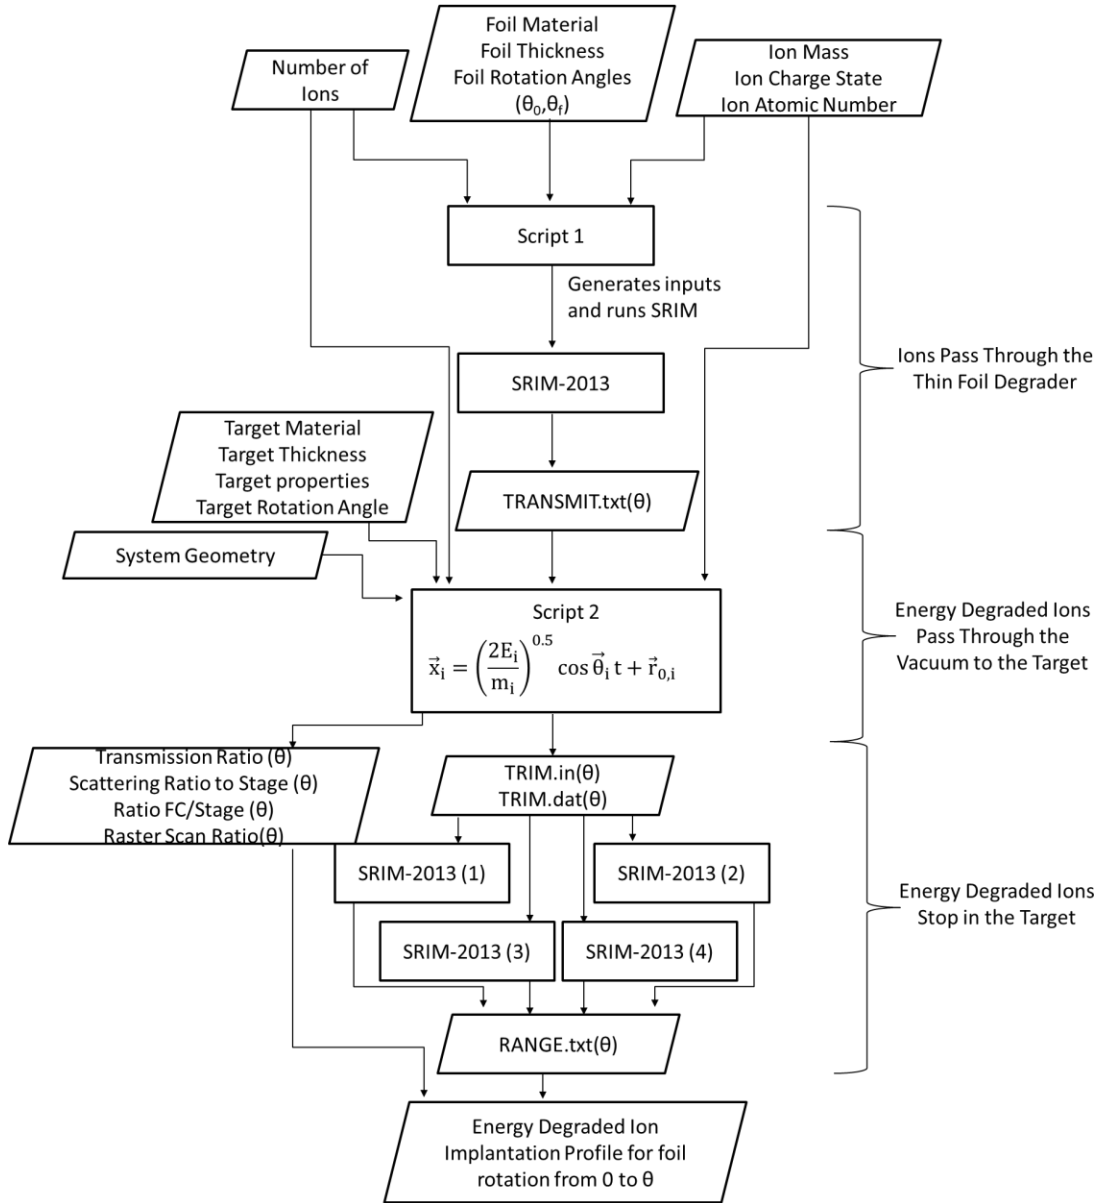 Number of
Ions
Foil Material
Foil Thickness
Foil Rotation Angles
(θ₀,θf)
Ion Mass
Ion Charge State
Ion Atomic Number
Script 1
Generates inputs
and runs SRIM
SRIM-2013
Ions Pass Through the
Thin Foil Degrader
Target Material
Target Thickness
Target properties
Target Rotation Angle
TRANSMIT.txt(θ)
System Geometry
Script 2
x⃗ᵢ = (2Eᵢ/mᵢ)^0.5 cos θ⃗ᵢ t + r⃗₀,ᵢ
Energy Degraded Ions
Pass Through the
Vacuum to the Target
Transmission Ratio (θ)
Scattering Ratio to Stage (θ)
Ratio FC/Stage (θ)
Raster Scan Ratio(θ)
TRIM.in(θ)
TRIM.dat(θ)
SRIM-2013 (1)
SRIM-2013 (2)
SRIM-2013 (3)
SRIM-2013 (4)
Energy Degraded Ions
Stop in the Target
RANGE.txt(θ)
Energy Degraded Ion
Implantation Profile for foil
rotation from 0 to θ